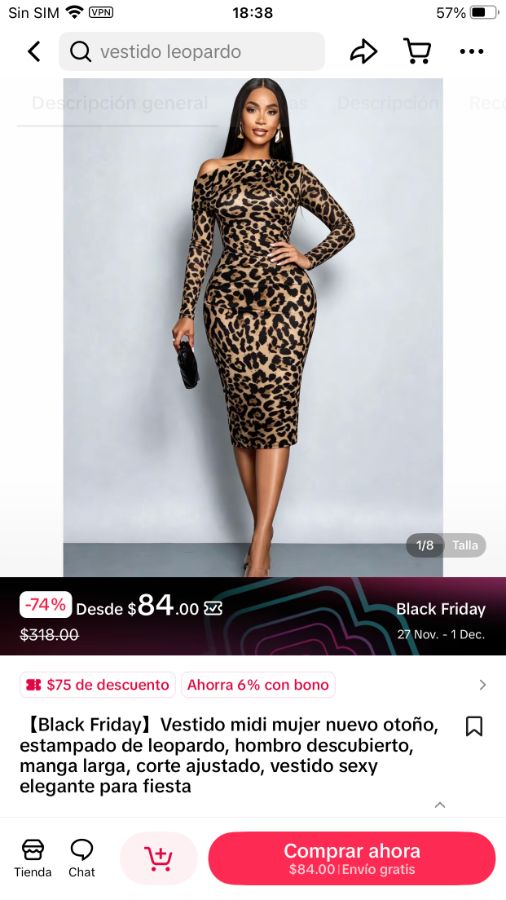 Sin SIM VPN 18:38 57%
vestido leopardo
Descripción general Descripción
1/8 Talla
-74% Desde $84.00 Black Friday
$318.00 27 Nov. - 1 Dec.
$75 de descuento Ahorra 6% con bono
【Black Friday】Vestido midi mujer nuevo otoño,
estampado de leopardo, hombro descubierto,
manga larga, corte ajustado, vestido sexy
elegante para fiesta
Tienda Chat Comprar ahora
$84.00|Envío gratis